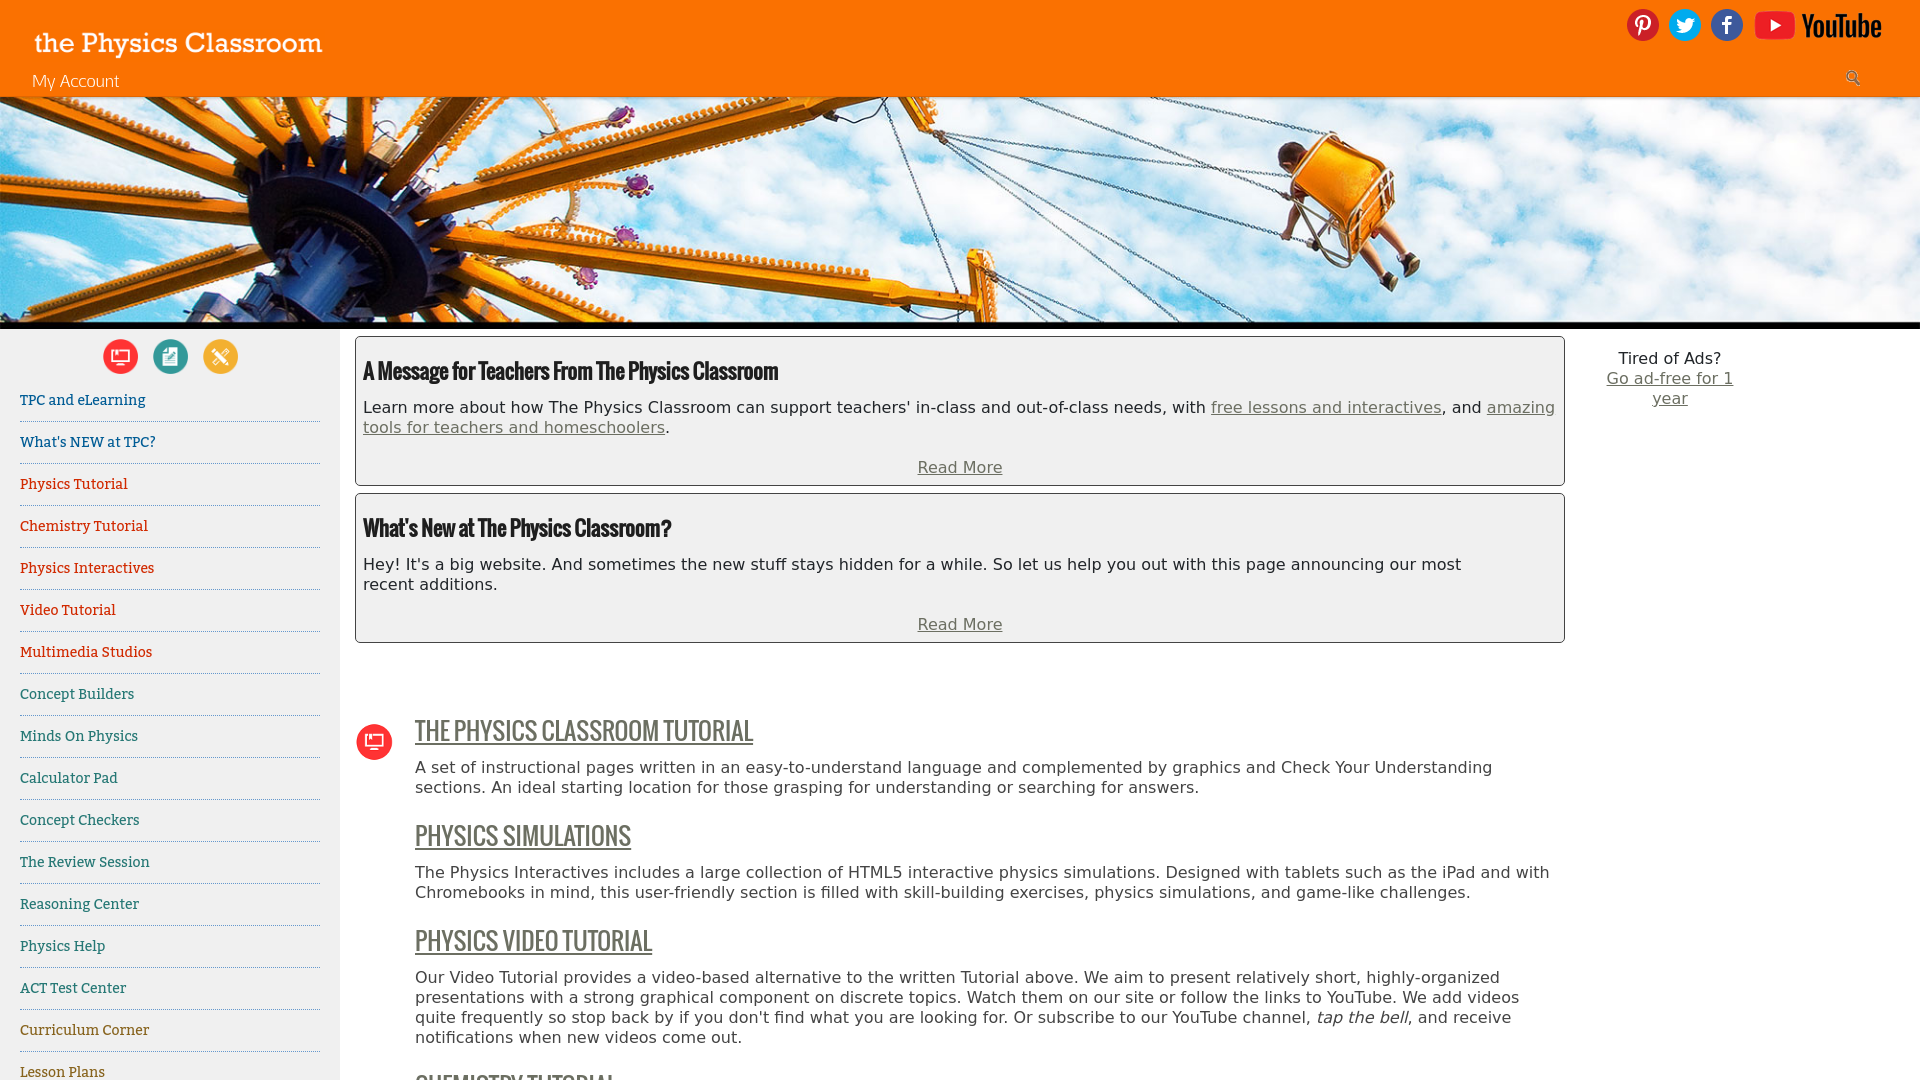 the Physics Classroom
YouTube
My Account
TPC and eLearning
What's NEW at TPC?
Physics Tutorial
Chemistry Tutorial
Physics Interactives
Video Tutorial
Multimedia Studios
Concept Builders
Minds On Physics
Calculator Pad
Concept Checkers
The Review Session
Reasoning Center
Physics Help
ACT Test Center
Curriculum Corner
Lesson Plans
A Message for Teachers From The Physics Classroom
Learn more about how The Physics Classroom can support teachers' in-class and out-of-class needs, with free lessons and interactives, and amazing
tools for teachers and homeschoolers.
Read More
What's New at The Physics Classroom?
Hey! It's a big website. And sometimes the new stuff stays hidden for a while. So let us help you out with this page announcing our most
recent additions.
Read More
THE PHYSICS CLASSROOM TUTORIAL
A set of instructional pages written in an easy-to-understand language and complemented by graphics and Check Your Understanding
sections. An ideal starting location for those grasping for understanding or searching for answers.
PHYSICS SIMULATIONS
The Physics Interactives includes a large collection of HTML5 interactive physics simulations. Designed with tablets such as the iPad and with
Chromebooks in mind, this user-friendly section is filled with skill-building exercises, physics simulations, and game-like challenges.
PHYSICS VIDEO TUTORIAL
Our Video Tutorial provides a video-based alternative to the written Tutorial above. We aim to present relatively short, highly-organized
presentations with a strong graphical component on discrete topics. Watch them on our site or follow the links to YouTube. We add videos
quite frequently so stop back by if you don't find what you are looking for. Or subscribe to our YouTube channel, tap the bell, and receive
notifications when new videos come out.
CHEMISTRY TUTORIAL
Tired of Ads?
Go ad-free for 1
year